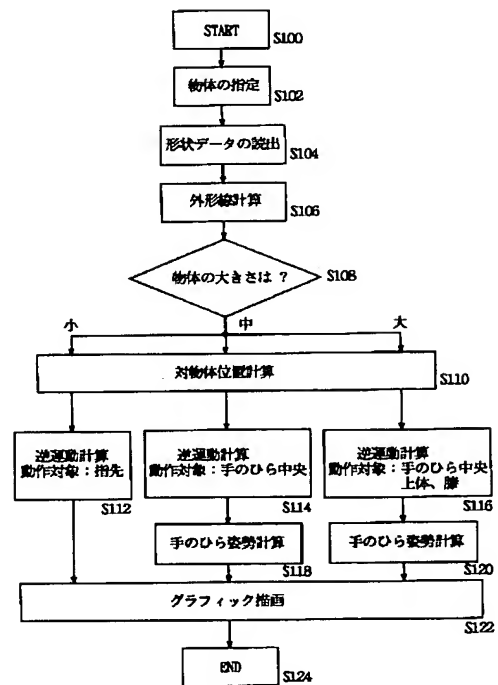 START
S100
物体の指定
S102
形状データの読出
S104
外形線計算
S106
物体の大きさは ?
S108
小
中
大
対物体位置計算
S110
逆運動計算
動作対象：指先
S112
逆運動計算
動作対象：手のひら中央
S114
逆運動計算
動作対象：手のひら中央
上体、膝
S116
手のひら姿勢計算
S118
手のひら姿勢計算
S120
グラフィック描画
S122
END
S124